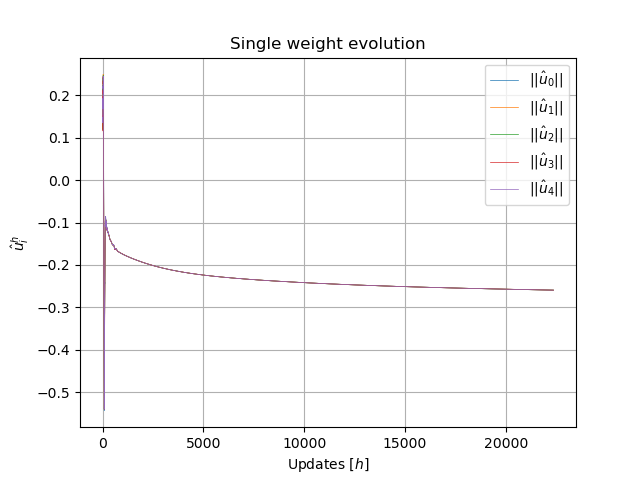 Single weight evolution
0.2
0.1
0.0
−0.1
−0.2
−0.3
−0.4
−0.5
û_i^h
||û_0||
||û_1||
||û_2||
||û_3||
||û_4||
0 5000 10000 15000 20000
Updates [h]